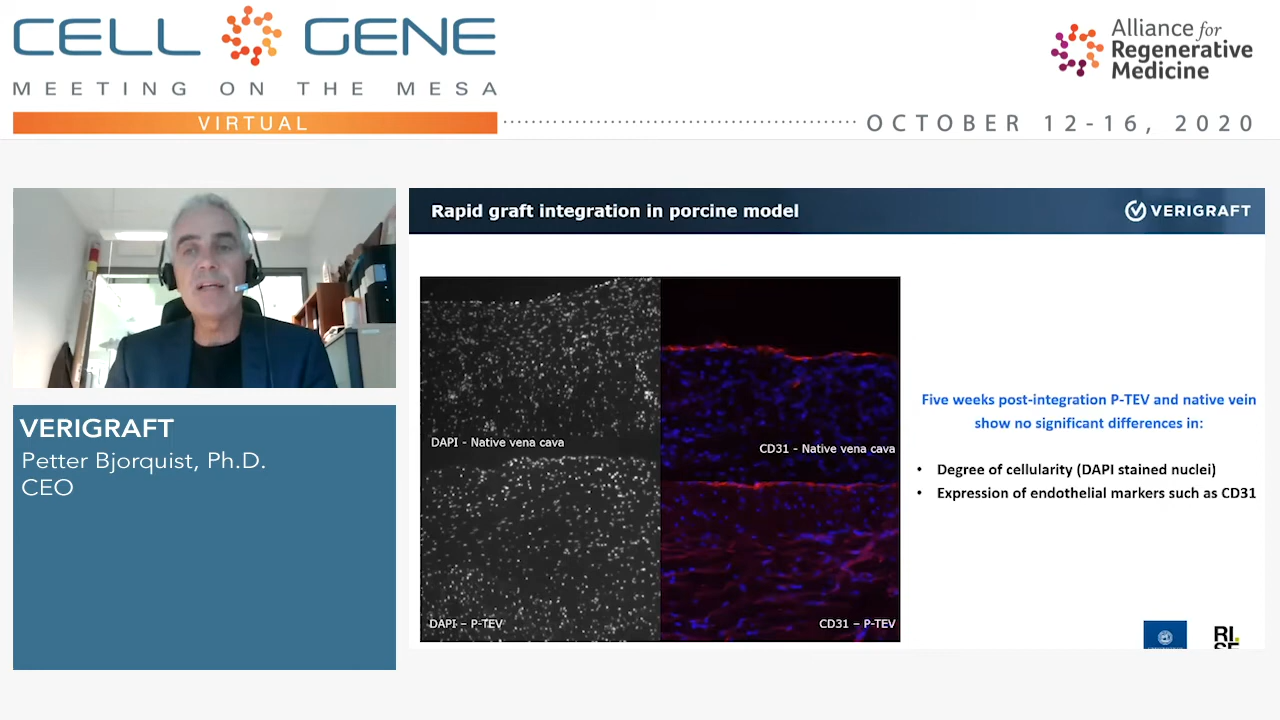 CELL GENE
MEETING ON THE MESA
VIRTUAL
Alliance for
Regenerative
Medicine
OCTOBER 12-16, 2020
Rapid graft integration in porcine model
VERIGRAFT
DAPI - Native vena cava
CD31 - Native vena cava
DAPI – P-TEV
CD31 – P-TEV
Five weeks post-integration P-TEV and native vein
show no significant differences in:
• Degree of cellularity (DAPI stained nuclei)
• Expression of endothelial markers such as CD31
VERIGRAFT
Petter Bjorquist, Ph.D.
CEO
RI.
SE